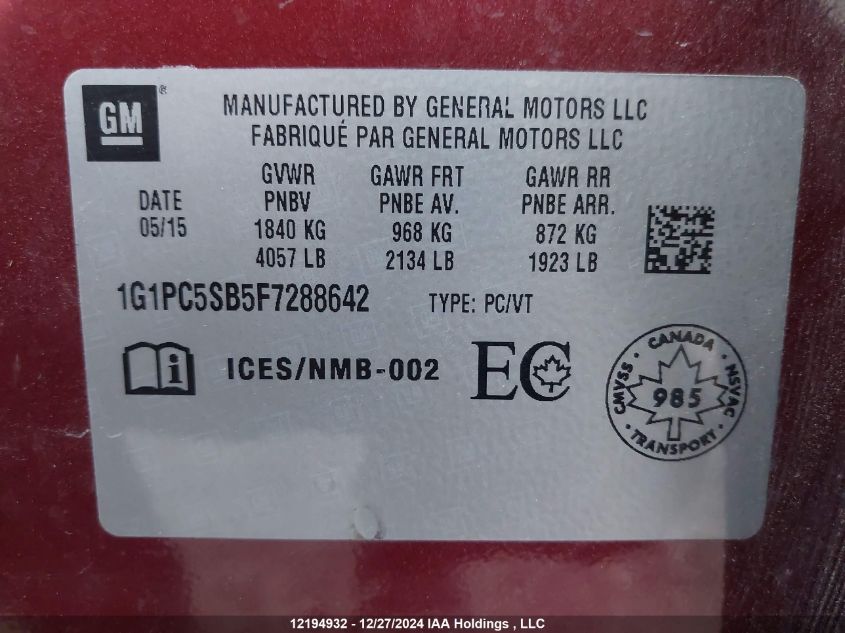 GM®
MANUFACTURED BY GENERAL MOTORS LLC
FABRIQUÉ PAR GENERAL MOTORS LLC
GVWR GAWR FRT GAWR RR
DATE PNBV PNBE AV. PNBE ARR.
05/15 1840 KG 968 KG 872 KG
4057 LB 2134 LB 1923 LB
1G1PC5SB5F7288642 TYPE: PC/VT
i ICES/NMB-002 EC
CANADA
CMVSS 985 NSVAC
TRANSPORT
12194932 - 12/27/2024 IAA Holdings , LLC